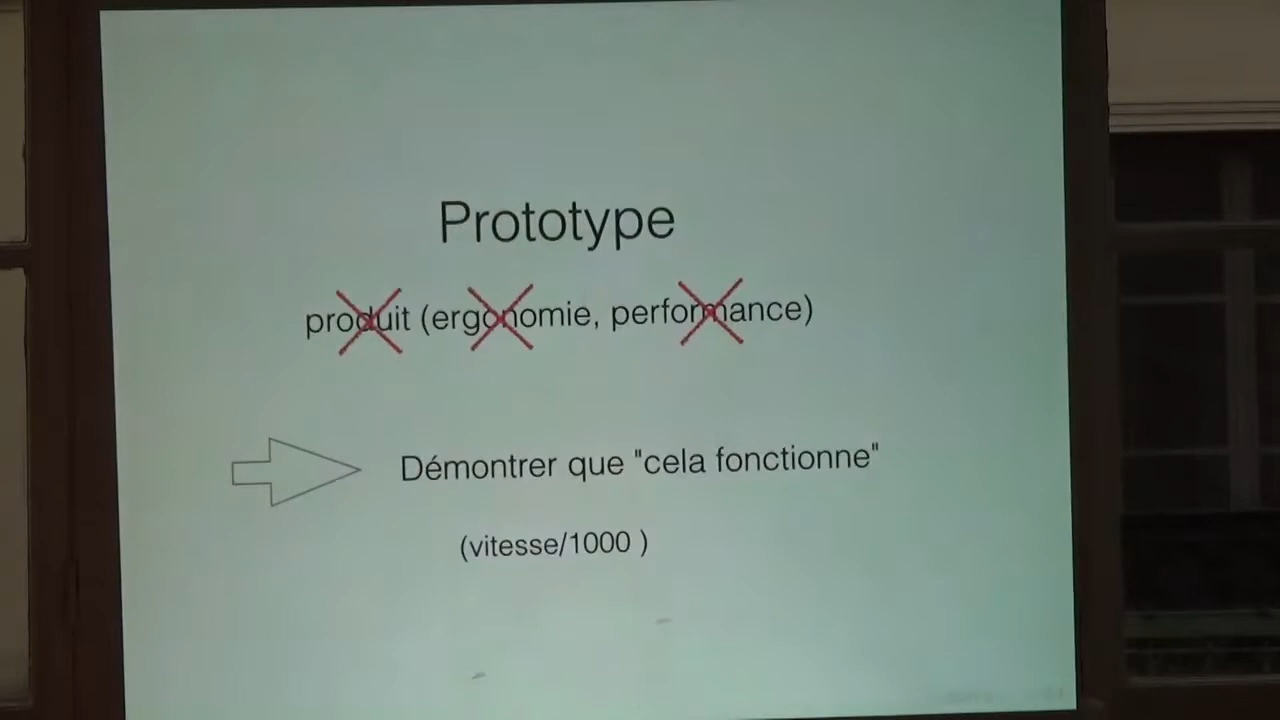 Prototype
produit (ergonomie, performance)
Démontrer que "cela fonctionne"
(vitesse/1000 )